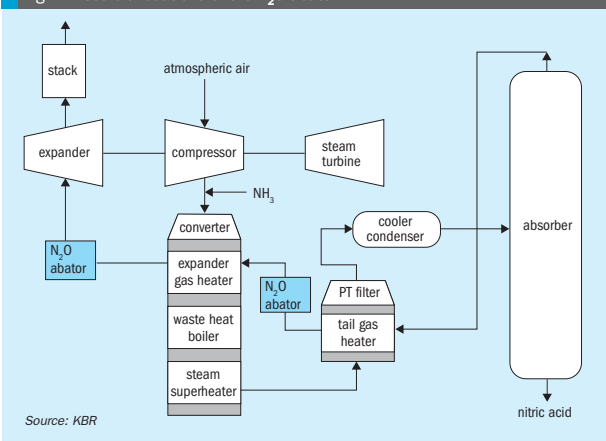 stack
atmospheric air
expander
compressor
steam
turbine
NH3
converter
cooler
condenser
absorber
N2O
abator
expander
gas heater
N2O
abator
PT filter
waste heat
boiler
tail gas
heater
steam
superheater
nitric acid
Source: KBR